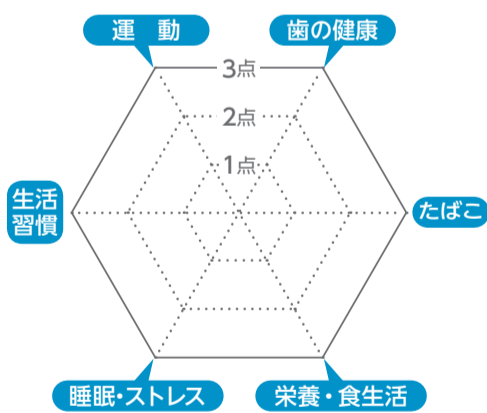 運 動
歯の健康
3点
2点
1点
生活
習慣
たばこ
睡眠・ストレス
栄養・食生活